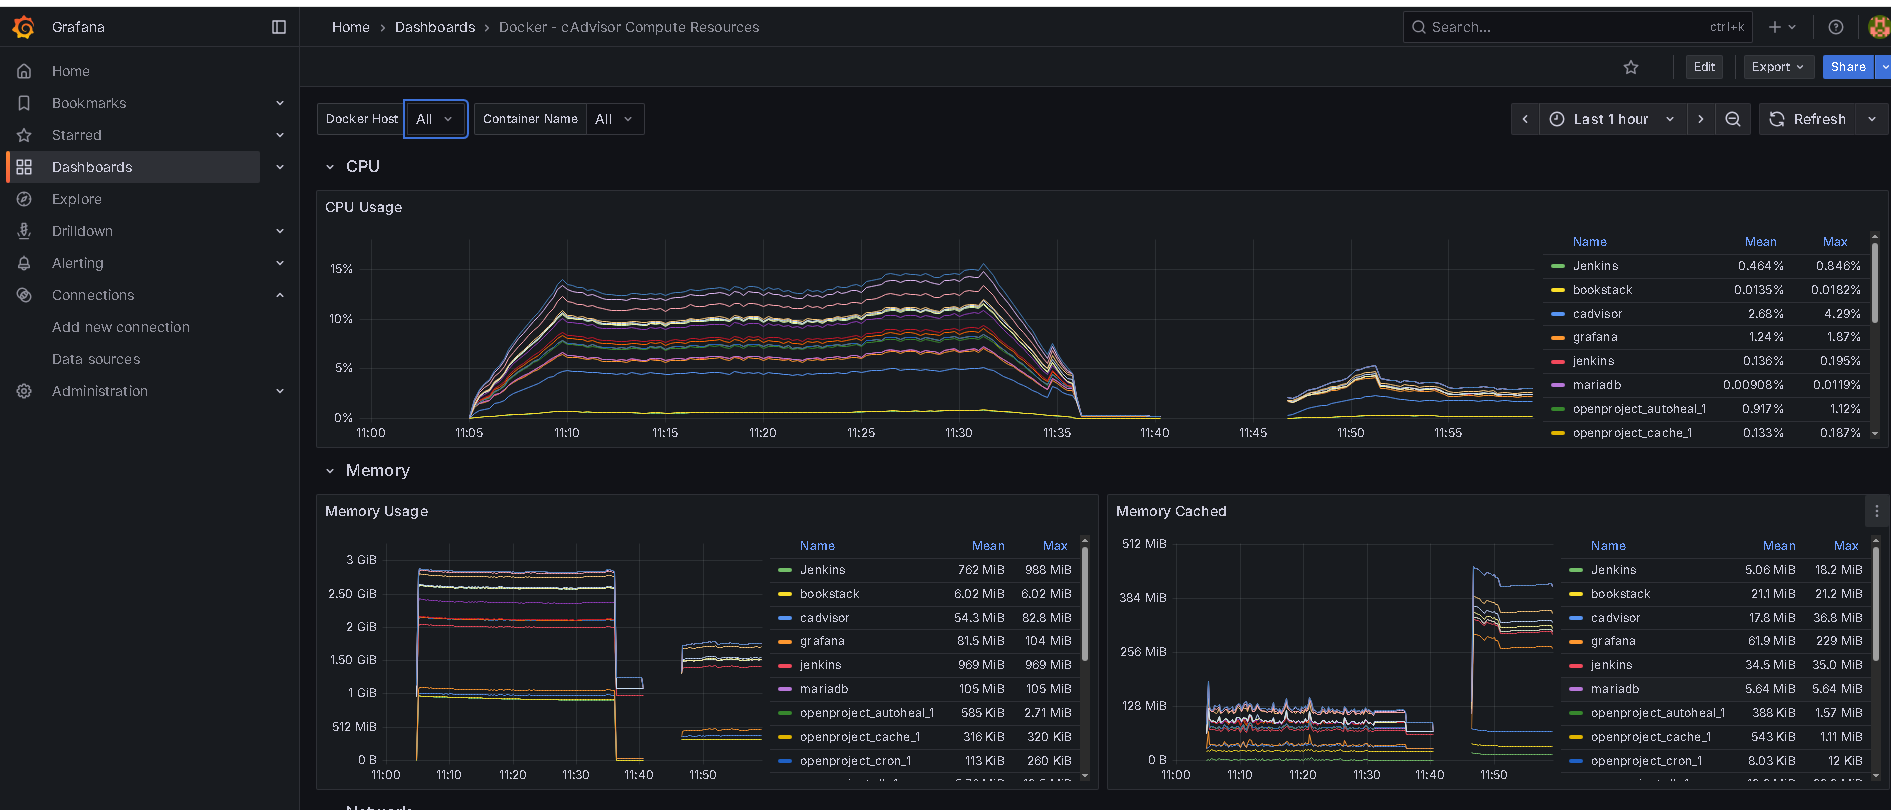 Grafana
Home › Dashboards › Docker - cAdvisor Compute Resources
Search... ctrl+k
Home
Bookmarks
Starred
Dashboards
Explore
Drilldown
Alerting
Connections
Add new connection
Data sources
Administration
Edit Export Share
Docker Host All Container Name All
Last 1 hour Refresh
CPU
CPU Usage
15%
10%
5%
0%
11:00 11:05 11:10 11:15 11:20 11:25 11:30 11:35 11:40 11:45 11:50 11:55
Name Mean Max
Jenkins 0.464% 0.846%
bookstack 0.0135% 0.0182%
cadvisor 2.68% 4.29%
grafana 1.24% 1.87%
jenkins 0.136% 0.195%
mariadb 0.00908% 0.0119%
openproject_autoheal_1 0.917% 1.12%
openproject_cache_1 0.133% 0.187%
Memory
Memory Usage
3 GiB
2.50 GiB
2 GiB
1.50 GiB
1 GiB
512 MiB
0 B
11:00 11:10 11:20 11:30 11:40 11:50
Name Mean Max
Jenkins 762 MiB 988 MiB
bookstack 6.02 MiB 6.02 MiB
cadvisor 54.3 MiB 82.8 MiB
grafana 81.5 MiB 104 MiB
jenkins 969 MiB 969 MiB
mariadb 105 MiB 105 MiB
openproject_autoheal_1 585 KiB 2.71 MiB
openproject_cache_1 316 KiB 320 KiB
openproject_cron_1 113 KiB 260 KiB
Memory Cached
512 MiB
384 MiB
256 MiB
128 MiB
0 B
11:00 11:10 11:20 11:30 11:40 11:50
Name Mean Max
Jenkins 5.06 MiB 18.2 MiB
bookstack 21.1 MiB 21.2 MiB
cadvisor 17.8 MiB 36.8 MiB
grafana 61.9 MiB 229 MiB
jenkins 34.5 MiB 35.0 MiB
mariadb 5.64 MiB 5.64 MiB
openproject_autoheal_1 388 KiB 1.57 MiB
openproject_cache_1 543 KiB 1.11 MiB
openproject_cron_1 8.03 KiB 12 KiB
Network